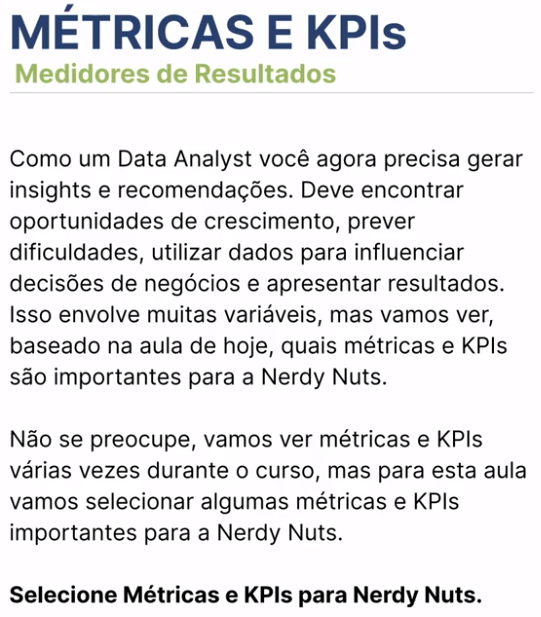 MÉTRICAS E KPIs
Medidores de Resultados
Como um Data Analyst você agora precisa gerar
insights e recomendações. Deve encontrar
oportunidades de crescimento, prever
dificuldades, utilizar dados para influenciar
decisões de negócios e apresentar resultados.
Isso envolve muitas variáveis, mas vamos ver,
baseado na aula de hoje, quais métricas e KPIs
são importantes para a Nerdy Nuts.
Não se preocupe, vamos ver métricas e KPIs
várias vezes durante o curso, mas para esta aula
vamos selecionar algumas métricas e KPIs
importantes para a Nerdy Nuts.
Selecione Métricas e KPIs para Nerdy Nuts.